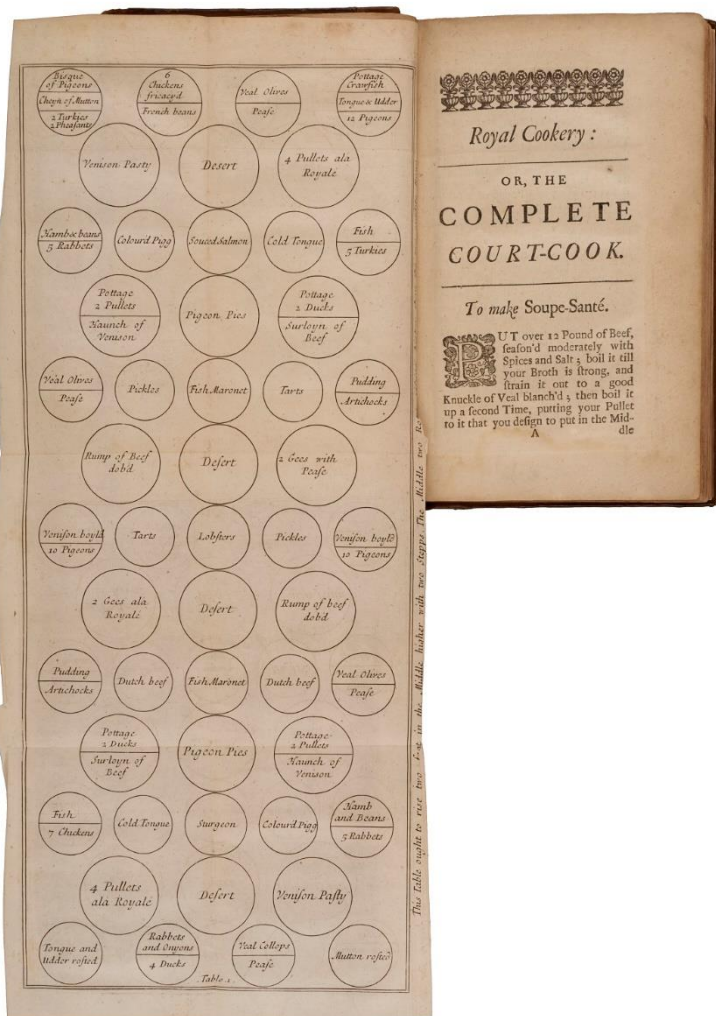 Bisque
of Pigeons
Cheyn of Mutton
2 Turkies
2 Pheasants
6
Chickens
fricacyd
French beans
Veal Olives
Pease
Pottage
Crawfish
Tongue & Udder
12 Pigeons
Venison Pasty
Desert
4 Pullets ala
Royale
Hamb & beans
5 Rabbets
Colourd Pigg
Souced Salmon
Cold Tongue
Fish
5 Turkies
Pottage
2 Pullets
Haunch of
Venison
Pigeon Pies
Pottage
2 Ducks
Surloyn of
Beef
Veal Olives
Pease
Pickles
Fish Maronet
Tarts
Pudding
Artichocks
Rump of Beef
dob'd
Desert
2 Gees with
Pease
Venison boyld
10 Pigeons
Tarts
Lobsters
Pickles
Venison boyld
10 Pigeons
2 Gees ala
Royale
Desert
Rump of beef
dob'd
Pudding
Artichocks
Dutch beef
Fish Maronet
Dutch beef
Veal Olives
Pease
Pottage
2 Ducks
Surloyn of
Beef
Pigeon Pies
Pottage
2 Pullets
Haunch of
Venison
Fish
7 Chickens
Cold Tongue
Sturgeon
Colourd Pigg
Hamb
and Beans
5 Rabbets
4 Pullets
ala Royale
Desert
Venison Pasty
Tongue and
Udder rosted
Rabbets
and Onyons
4 Ducks
Veal Collops
Pease
Mutton rosted
Table 1.
This Table ought to rise two in the Middle higher with two Stepps. The Middle two
Royal Cookery:
OR, THE
COMPLETE
COURT-COOK.
To make Soupe-Santé.
PUT over 12 Pound of Beef,
ſeaſon'd moderately with
Spices and Salt; boil it till
your Broth is ſtrong, and
ſtrain it out to a good
Knuckle of Veal blanch'd; then boil it
up a ſecond Time, putting your Pullet
to it that you deſign to put in the Mid-
A
dle